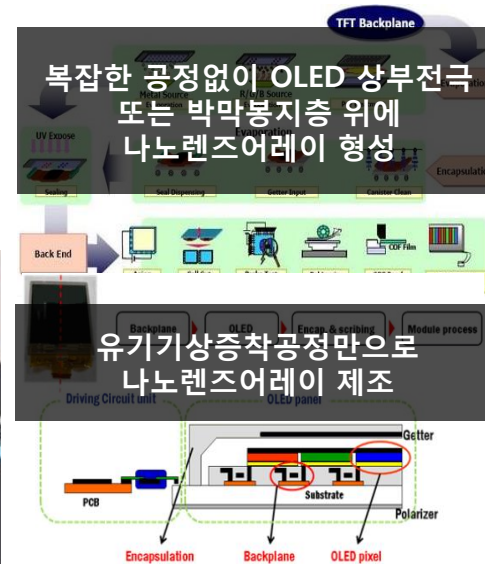 TFT Backplane
복잡한 공정없이 OLED 상부전극
또는 박막봉지층 위에
나노렌즈어레이 형성
Metal Source
R/G/B Source
Evaporation
UV Expose
Encapsulation
Sealing
Seal Dispensing
Getter Input
Canister Clean
Back End
COF Film
Backplane
OLED
Encap. & scribing
Module process
유기기상증착공정만으로
나노렌즈어레이 제조
Driving Circuit unit
OLED panel
Getter
PCB
Substrate
Polarizer
Encapsulation
Backplane
OLED pixel